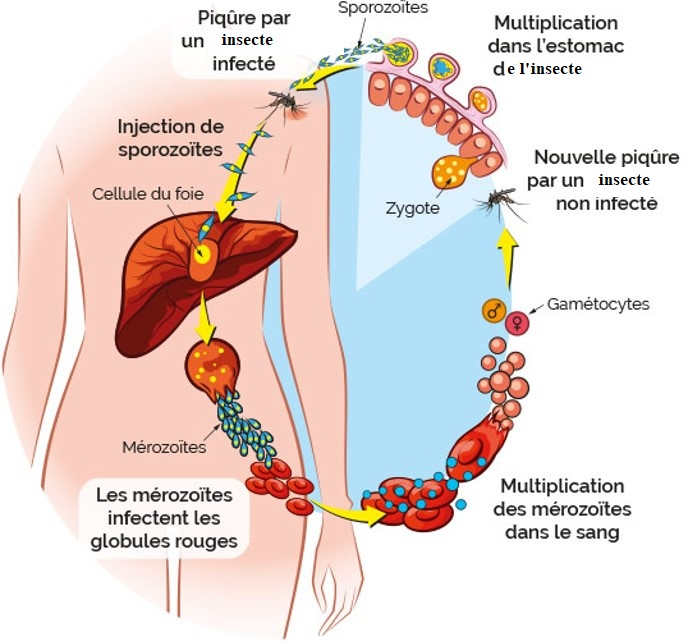 Piqûre par
un insecte
infecté
Sporozoïtes
Multiplication
dans l'estomac
de l'insecte
Injection de
sporozoïtes
Nouvelle piqûre
par un insecte
non infecté
Cellule du foie
Zygote
♂
♀
Gamétocytes
Mérozoïtes
Les mérozoïtes
infectent les
globules rouges
Multiplication
des mérozoïtes
dans le sang